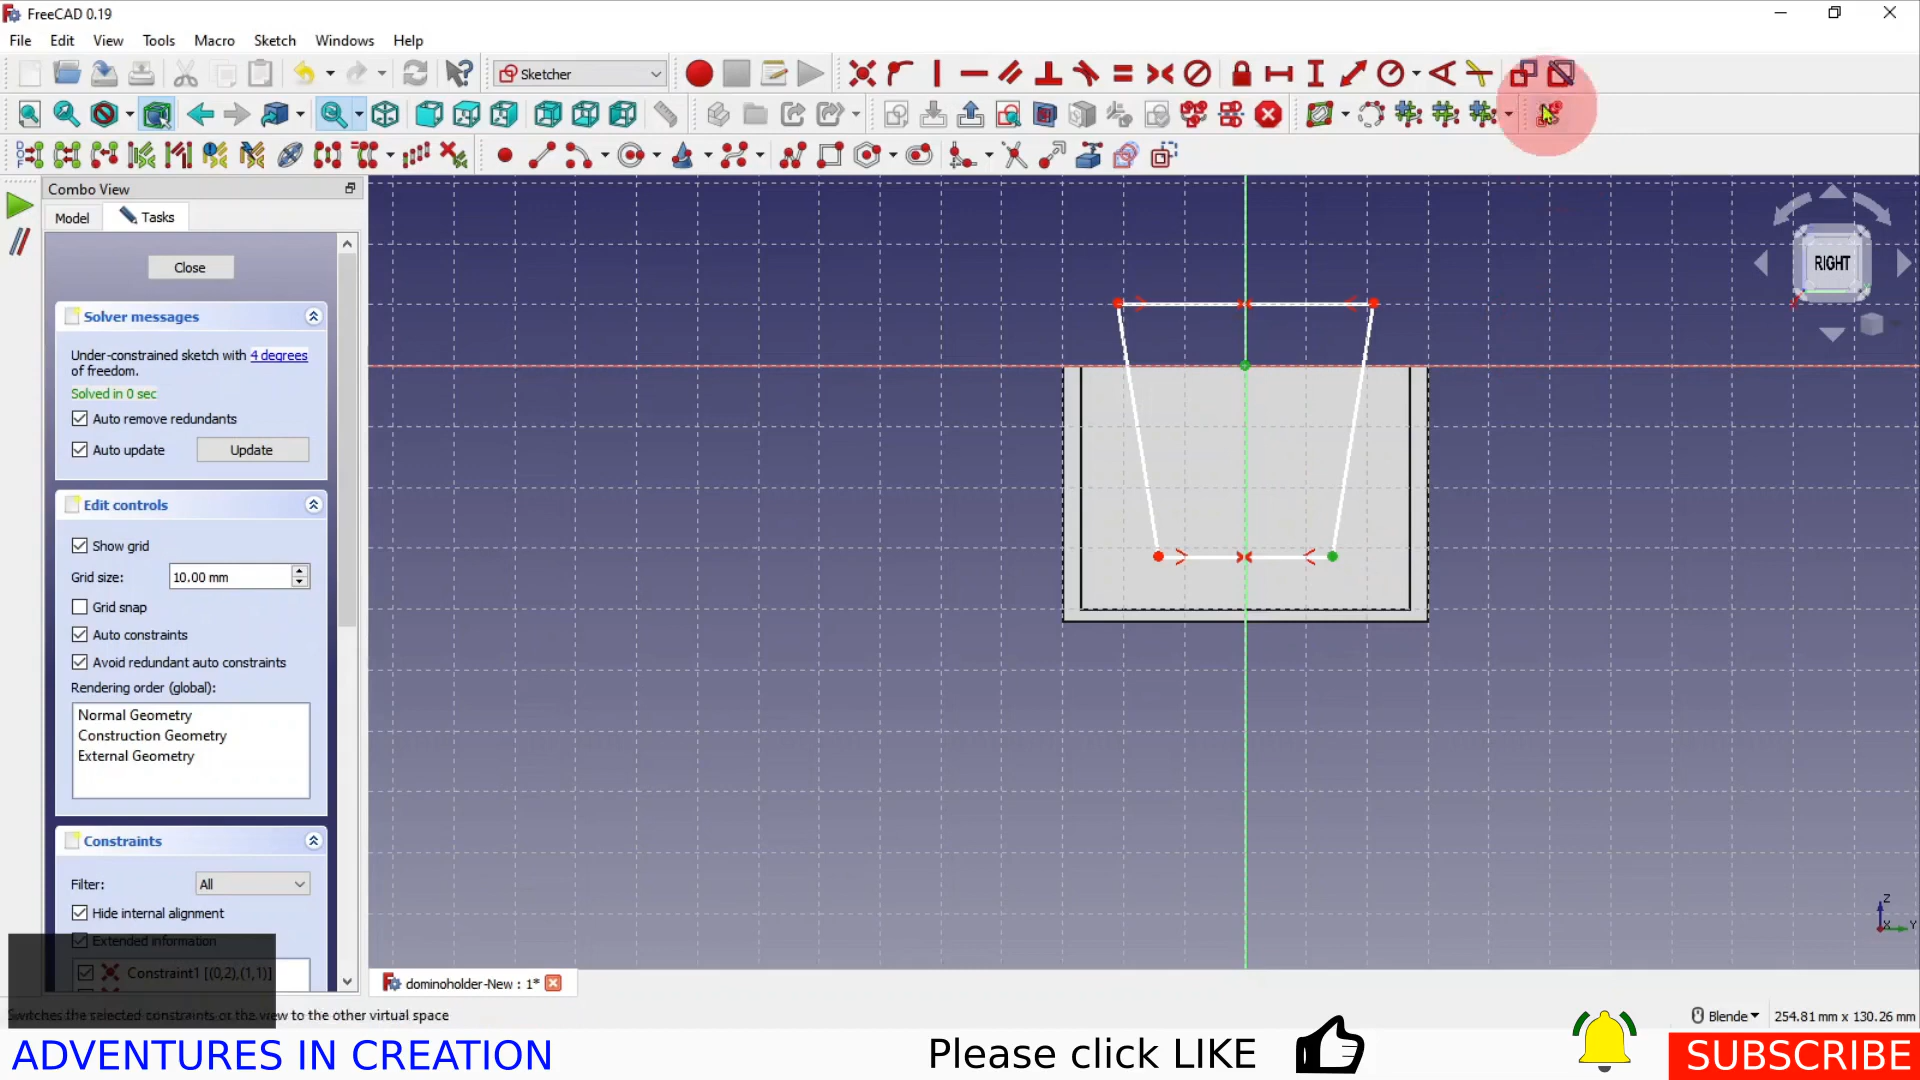 FreeCAD 0.19
File Edit View Tools Macro Sketch Windows Help
Sketcher
Combo View
Model Tasks
Close
Solver messages
Under-constrained sketch with 4 degrees
of freedom.
Solved in 0 sec
Auto remove redundants
Auto update Update
Edit controls
Show grid
Grid size: 10.00 mm
Grid snap
Auto constraints
Avoid redundant auto constraints
Rendering order (global):
Normal Geometry
Construction Geometry
External Geometry
Constraints
Filter: All
Hide internal alignment
Extended information
Constraint1 [(0,2),(1,1)]
RIGHT
Z
X
Y
dominoholder-New : 1*
Switches the selected constraints or the view to the other virtual space
Blende 254.81 mm x 130.26 mm
ADVENTURES IN CREATION
Please click LIKE
SUBSCRIBE